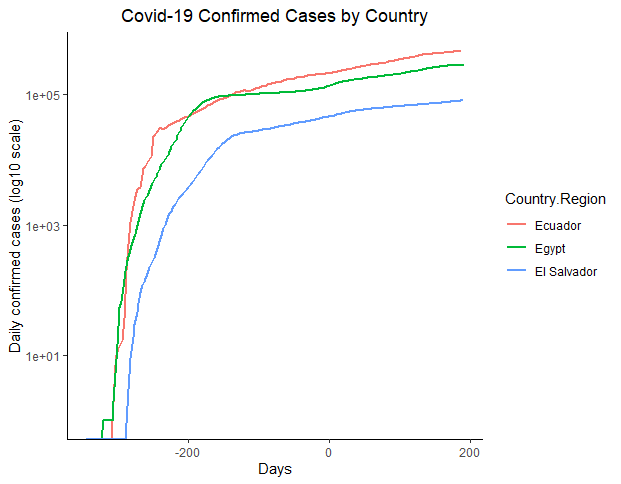 Covid-19 Confirmed Cases by Country
Daily confirmed cases (log10 scale)
1e+05
1e+03
1e+01
-200
0
200
Days
Country.Region
Ecuador
Egypt
El Salvador